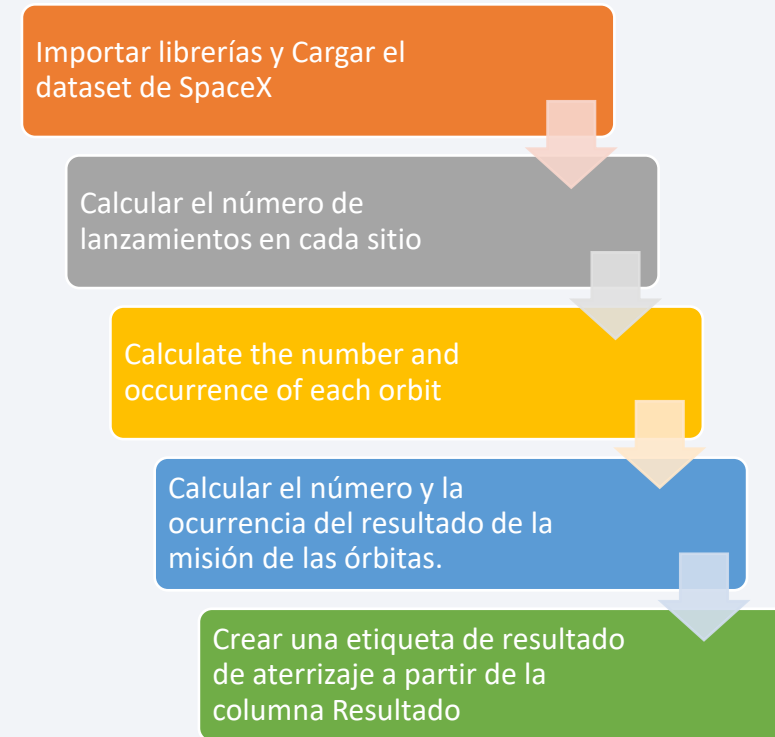 Importar librerías y Cargar el
dataset de SpaceX
Calcular el número de
lanzamientos en cada sitio
Calculate the number and
occurrence of each orbit
Calcular el número y la
ocurrencia del resultado de la
misión de las órbitas.
Crear una etiqueta de resultado
de aterrizaje a partir de la
columna Resultado